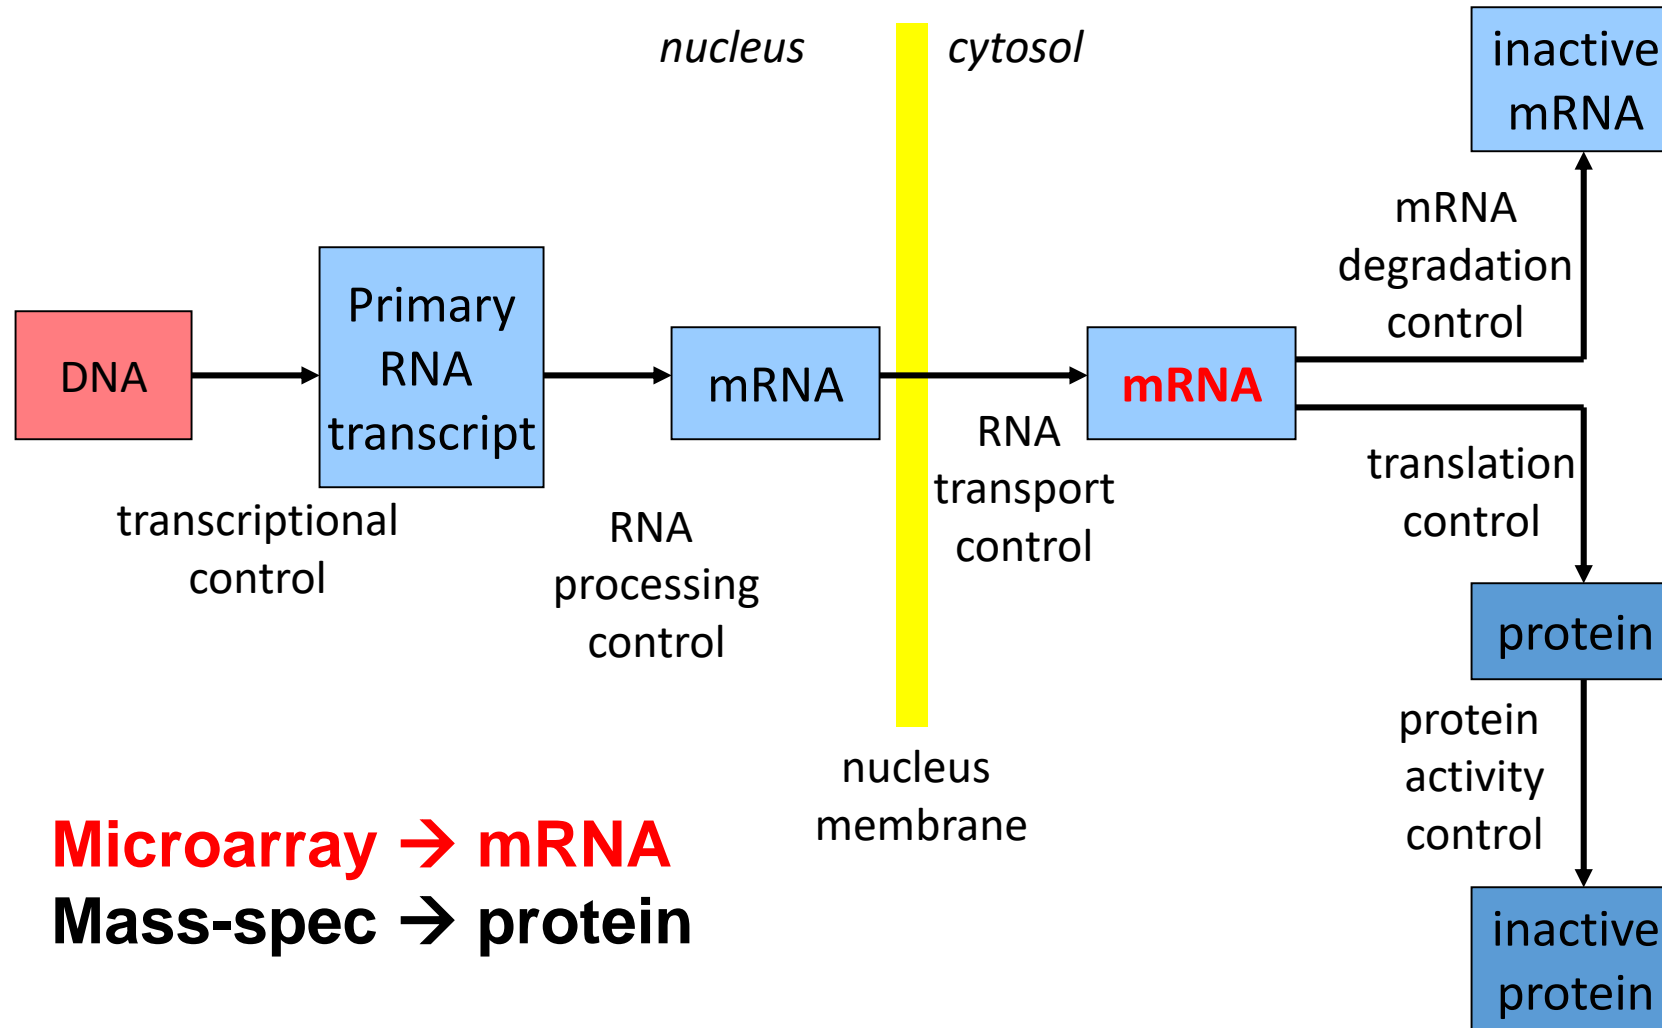 nucleus
cytosol
inactive
mRNA
mRNA
degradation
control
DNA
Primary
RNA
transcript
mRNA
mRNA
transcriptional
control
RNA
processing
control
RNA
transport
control
translation
control
protein
protein
activity
control
nucleus
membrane
inactive
protein
Microarray → mRNA
Mass-spec → protein